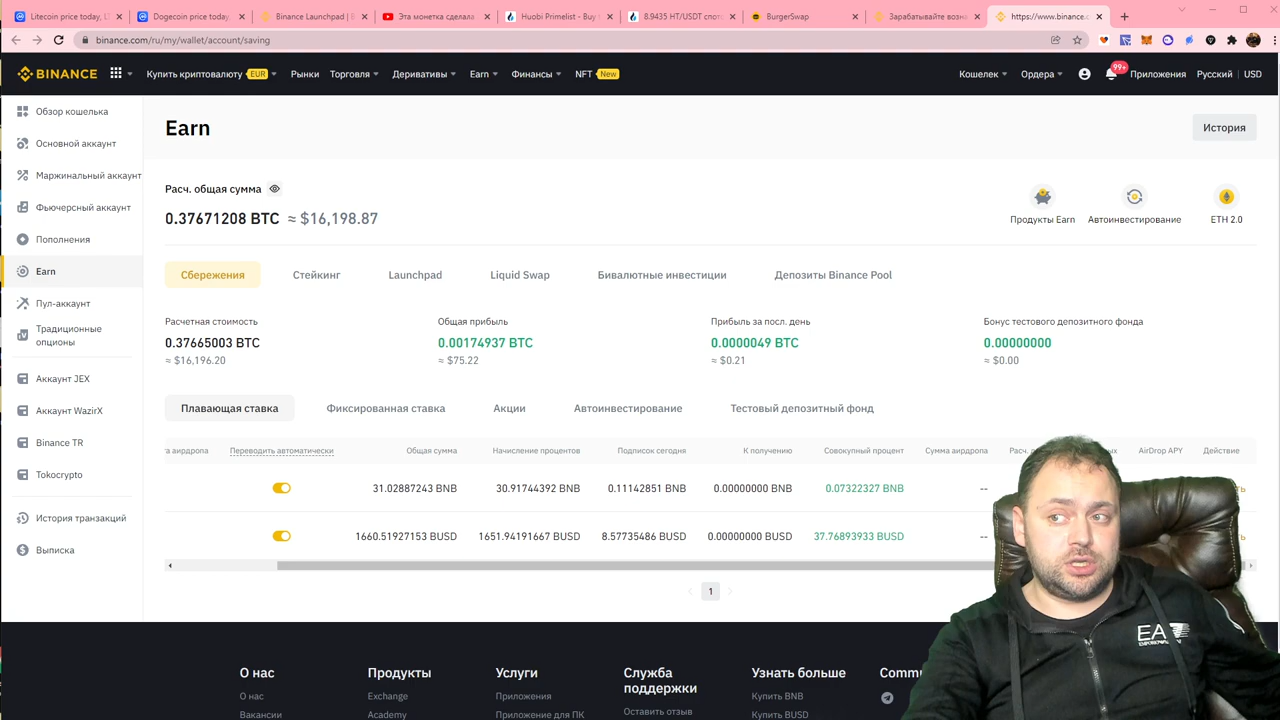 Litecoin price today, L
Dogecoin price today,
Binance Launchpad | B
Эта монетка сделала
Huobi Primelist - Buy
8.9435 HT/USDT спот
BurgerSwap
Зарабатывайте возна
https://www.binance.c
binance.com/ru/my/wallet/account/saving
BINANCE
Купить криптовалюту EUR
Рынки
Торговля
Деривативы
Earn
Финансы
NFT New
Кошелек
Ордера
99+
Приложения
Русский
USD
Обзор кошелька
Основной аккаунт
Маржинальный аккаунт
Фьючерсный аккаунт
Пополнения
Earn
Пул-аккаунт
Традиционные
опционы
Аккаунт JEX
Аккаунт WazirX
Binance TR
Tokocrypto
История транзакций
Выписка
Earn
История
Расч. общая сумма
0.37671208 BTC ≈ $16,198.87
Продукты Earn
Автоинвестирование
ETH 2.0
Сбережения
Стейкинг
Launchpad
Liquid Swap
Бивалютные инвестиции
Депозиты Binance Pool
Расчетная стоимость
0.37665003 BTC
≈ $16,196.20
Общая прибыль
0.00174937 BTC
≈ $75.22
Прибыль за посл. день
0.0000049 BTC
≈ $0.21
Бонус тестового депозитного фонда
0.00000000
≈ $0.00
Плавающая ставка
Фиксированная ставка
Акции
Автоинвестирование
Тестовый депозитный фонд
та аирдропа Переводить автоматически Общая сумма Начисление процентов Подписок сегодня К получению Совокупный процент Сумма аирдропа Расч. AirDrop APY Действие
31.02887243 BNB 30.91744392 BNB 0.11142851 BNB 0.00000000 BNB 0.07322327 BNB --
1660.51927153 BUSD 1651.94191667 BUSD 8.57735486 BUSD 0.00000000 BUSD 37.76893933 BUSD --
1
EA
О нас
О нас
Вакансии
Продукты
Exchange
Academy
Услуги
Приложения
Приложение для ПК
Служба
поддержки
Оставить отзыв
Узнать больше
Купить BNB
Купить BUSD
Commu